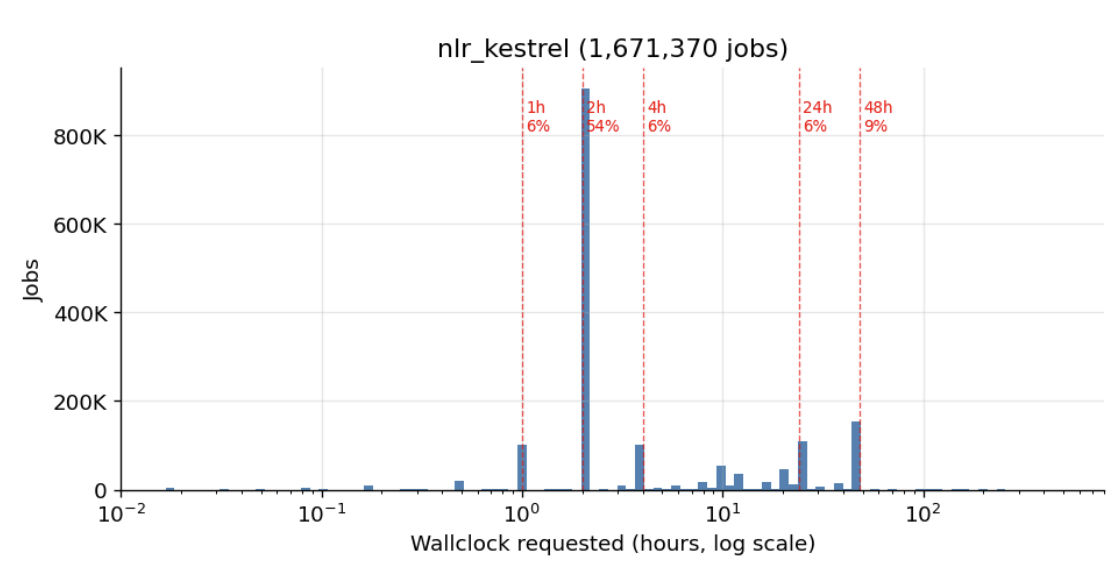 nlr_kestrel (1,671,370 jobs)
1h
6%
2h
54%
4h
6%
24h
6%
48h
9%
800K
600K
400K
200K
0
Jobs
10⁻²
10⁻¹
10⁰
10¹
10²
Wallclock requested (hours, log scale)